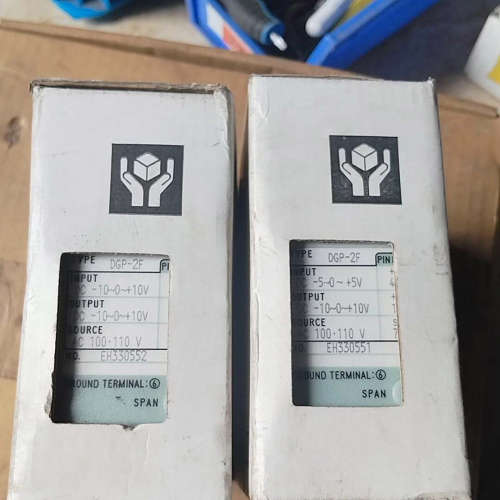 TYPE DGP-2F
INPUT
DC -10~0~+10V
OUTPUT
DC -10~0~+10V
SOURCE
AC 100·110 V
NO. EH330552
GROUND TERMINAL:⑥
SPAN
TYPE DGP-2F PIN
INPUT
DC -5~0~+5V
OUTPUT
DC -10~0~+10V
SOURCE
AC 100·110 V
NO. EH330551
GROUND TERMINAL:⑥
SPAN